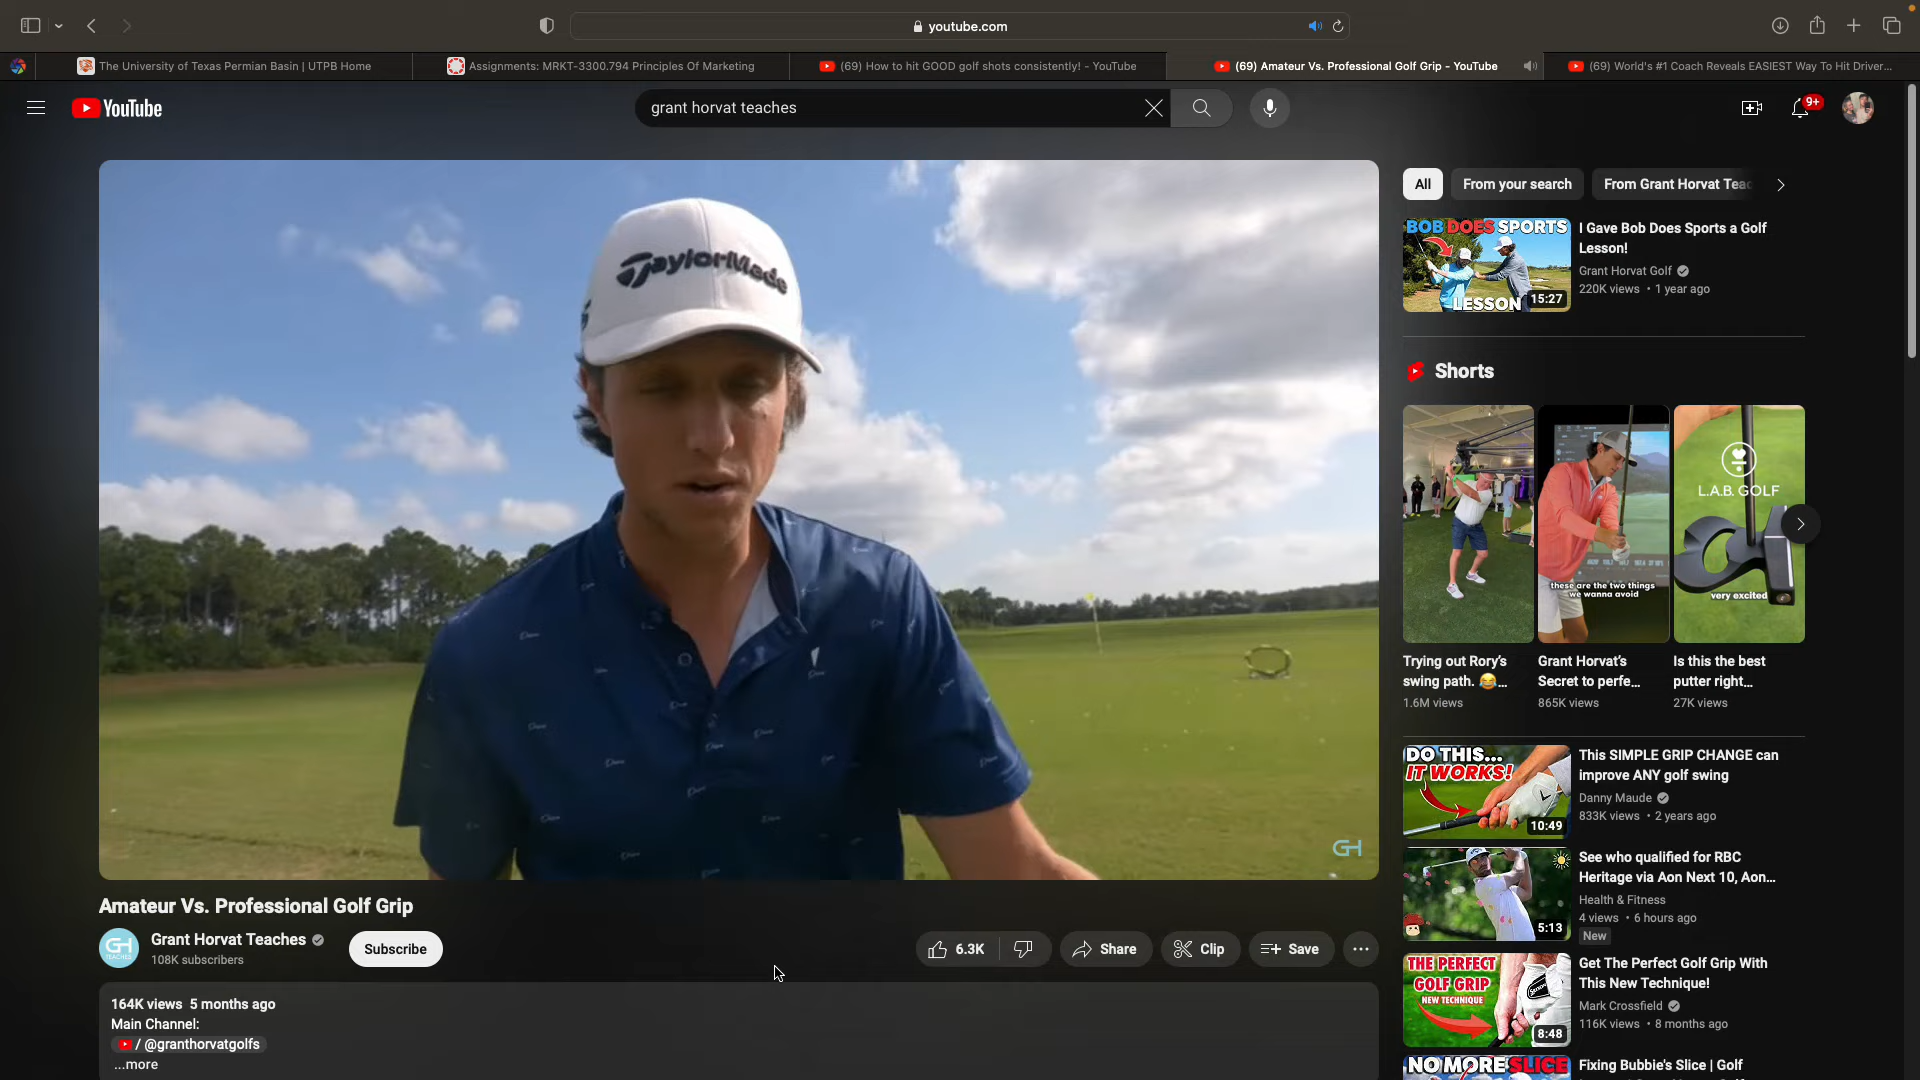 youtube.com
The University of Texas Permian Basin | UTPB Home
Assignments: MRKT-3300.794 Principles Of Marketing
(69) How to hit GOOD golf shots consistently! - YouTube
(69) Amateur Vs. Professional Golf Grip - YouTube
(69) World's #1 Coach Reveals EASIEST Way To Hit Driver...
YouTube
grant horvat teaches
9+
TaylorMade
GH
Amateur Vs. Professional Golf Grip
GH
TEACHES
Grant Horvat Teaches
108K subscribers
Subscribe
6.3K
Share
Clip
Save
164K views 5 months ago
Main Channel:
/ @granthorvatgolfs
...more
All
From your search
From Grant Horvat Teac
BOB DOES SPORTS
LESSON
15:27
I Gave Bob Does Sports a Golf
Lesson!
Grant Horvat Golf
220K views • 1 year ago
Shorts
these are the two things
we wanna avoid
L.A.B. GOLF
very excited
Trying out Rory's
swing path. 😂...
1.6M views
Grant Horvat's
Secret to perfe...
865K views
Is this the best
putter right...
27K views
DO THIS...
IT WORKS!
10:49
This SIMPLE GRIP CHANGE can
improve ANY golf swing
Danny Maude
833K views • 2 years ago
5:13
See who qualified for RBC
Heritage via Aon Next 10, Aon...
Health & Fitness
4 views • 6 hours ago
New
THE PERFECT
GOLF GRIP
NEW TECHNIQUE
8:48
Get The Perfect Golf Grip With
This New Technique!
Mark Crossfield
116K views • 8 months ago
NO MORE SLICE
Fixing Bubbie's Slice | Golf